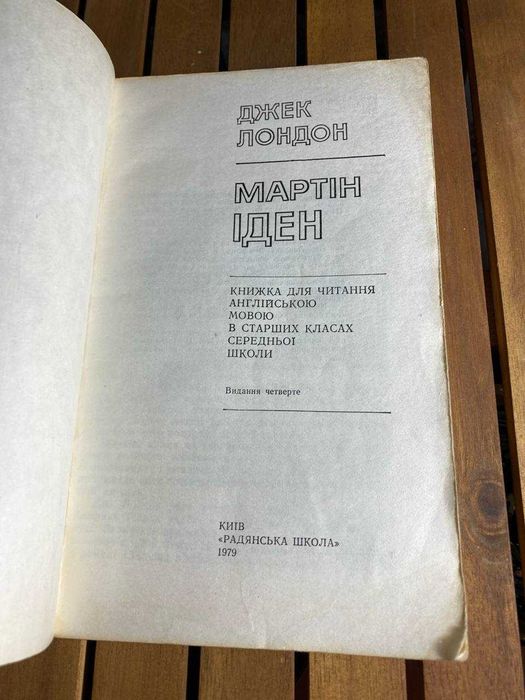 ДЖЕК
ЛОНДОН
МАРТІН
ІДЕН
КНИЖКА ДЛЯ ЧИТАННЯ
АНГЛІЙСЬКОЮ
МОВОЮ
В СТАРШИХ КЛАСАХ
СЕРЕДНЬОЇ
ШКОЛИ
Видання четверте
КИЇВ
«РАДЯНСЬКА ШКОЛА»
1979